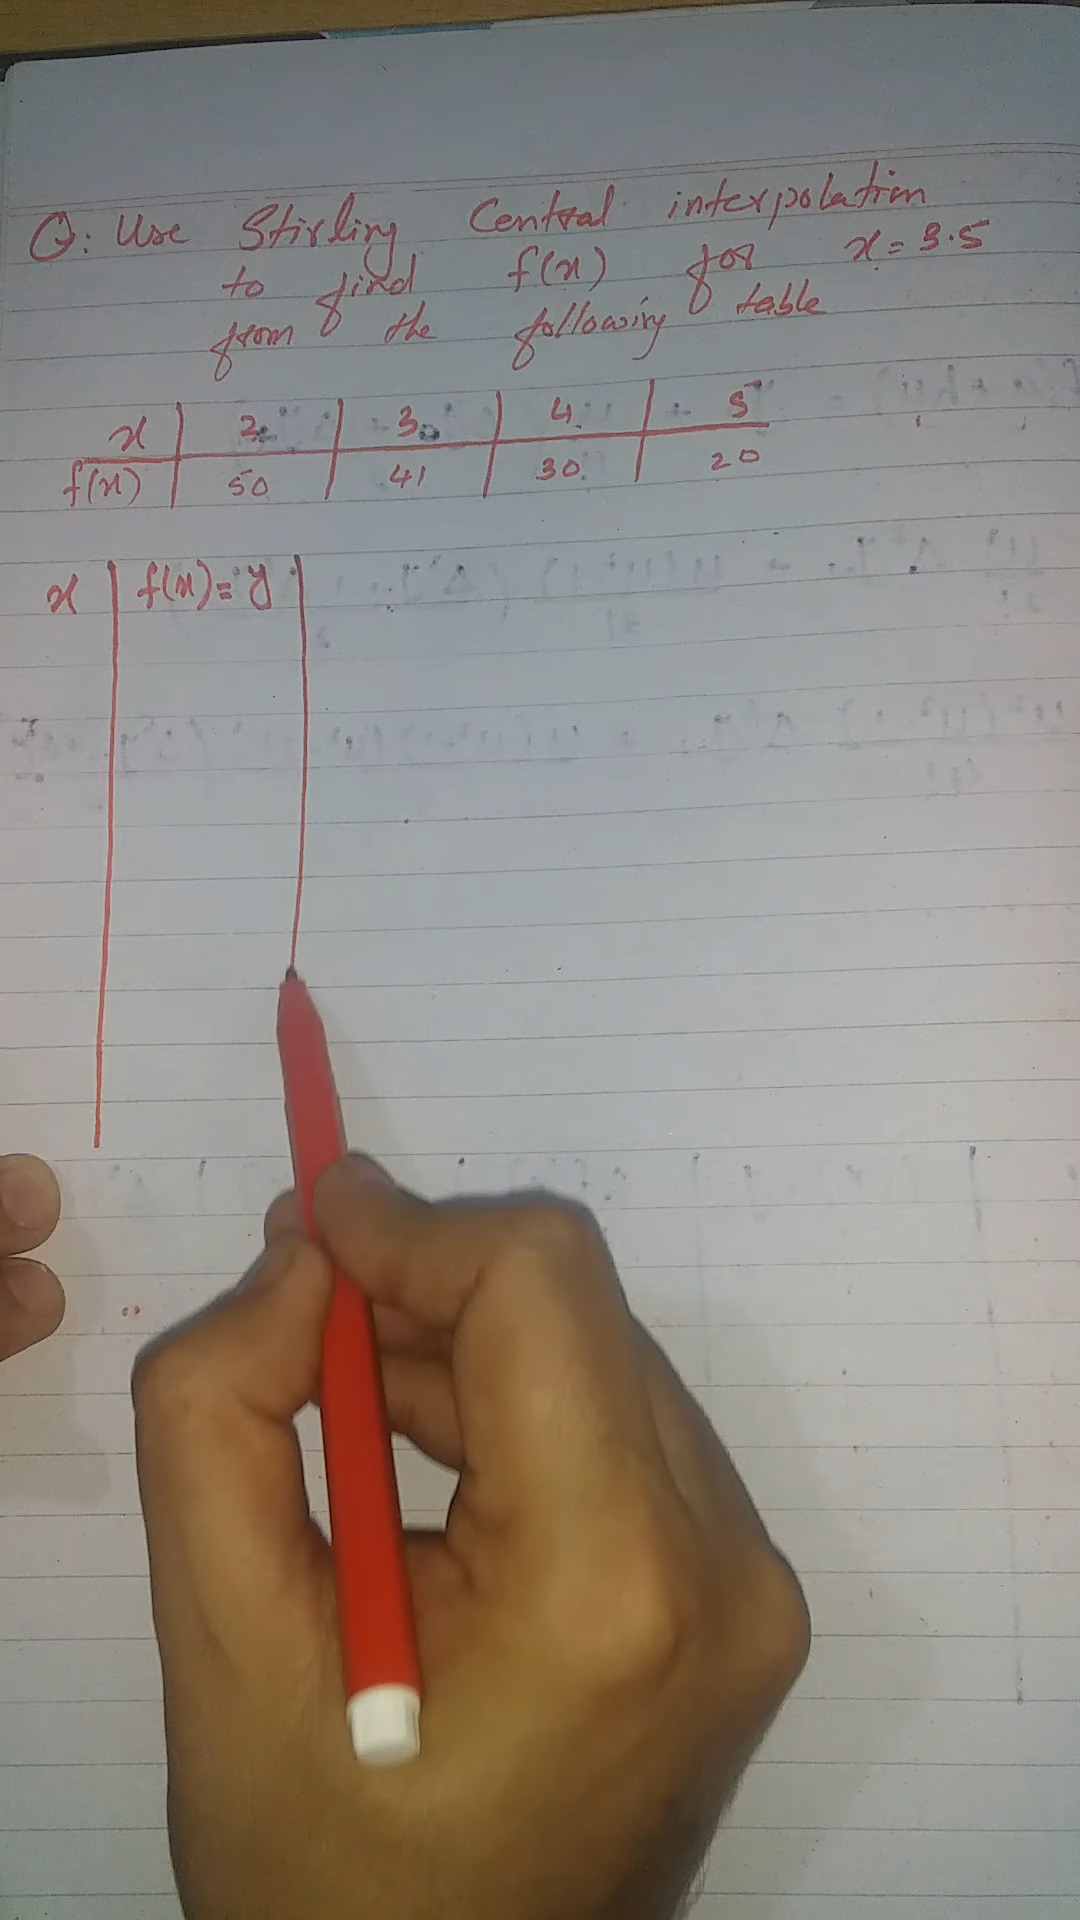 Q: Use Stirling Central interpolation
to find f(x) for x = 3.5
from the following table
x | 2 | 3 | 4 | 5
f(x) | 50 | 41 | 30 | 20
x | f(x) = y |